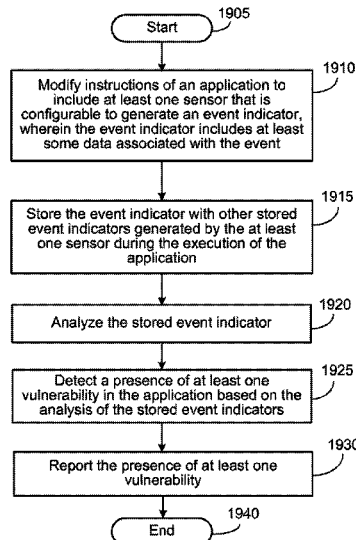 Start
1905
1910
Modify instructions of an application to
include at least one sensor that is
configurable to generate an event indicator,
wherein the event indicator includes at least
some data associated with the event
1915
Store the event indicator with other stored
event indicators generated by the at least
one sensor during the execution of the
application
1920
Analyze the stored event indicator
1925
Detect a presence of at least one
vulnerability in the application based on the
analysis of the stored event indicators
1930
Report the presence of at least one
vulnerability
1940
End